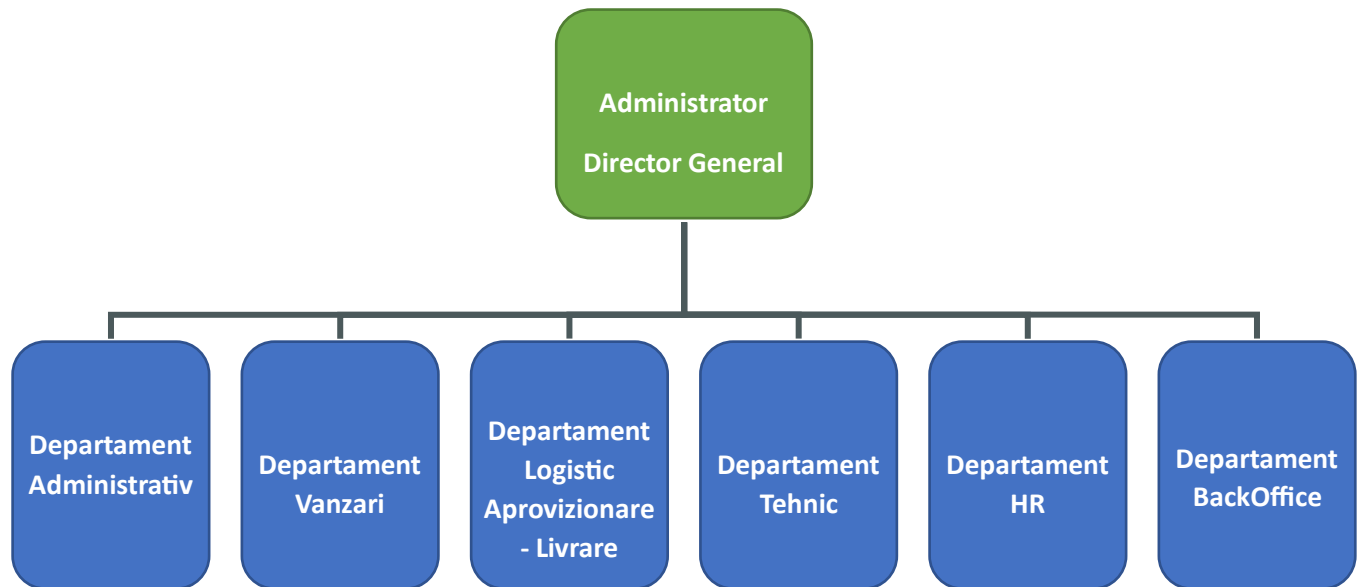 Administrator
Director General
Departament
Administrativ
Departament
Vanzari
Departament
Logistic
Aprovizionare
- Livrare
Departament
Tehnic
Departament
HR
Departament
BackOffice